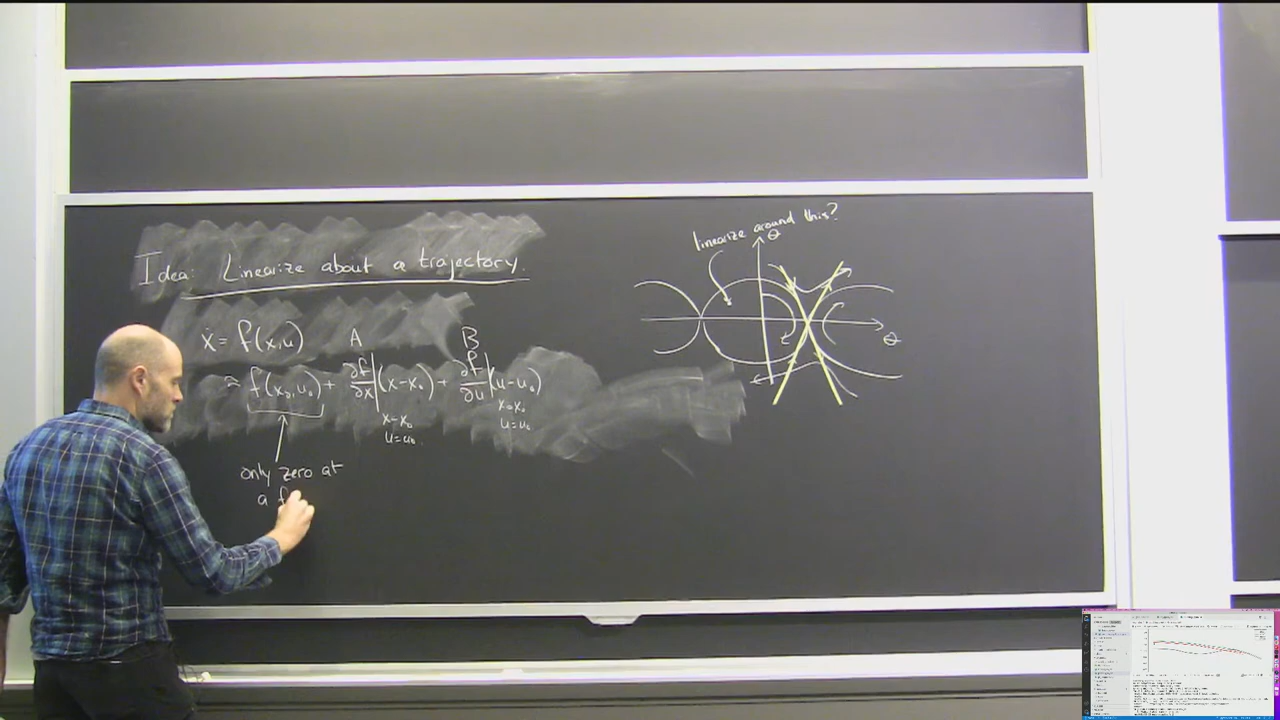 Idea: Linearize about a trajectory.
ẋ = f(x,u) A B
≈ f(x₀,u₀) + ∂f/∂x|(x-x₀) + ∂f/∂u|(u-u₀)
x=x₀ x=x₀
u=u₀ u=u₀
only zero at
a f
linearize around this?
θ̇
θ